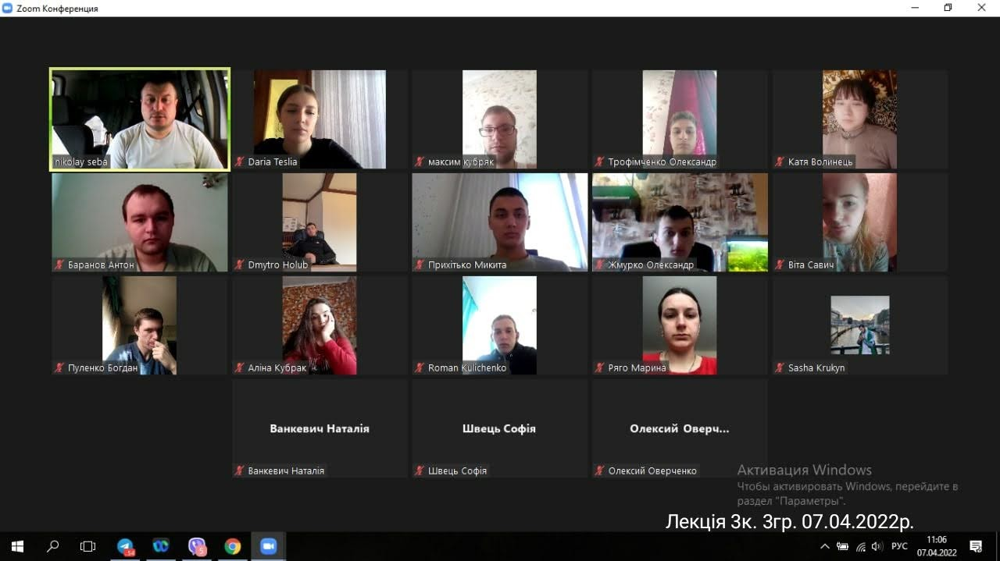 Zoom Конференция
nikolay seba
Daria Teslia
максим кубряк
Трофімченко Олександр
Катя Волинець
Баранов Антон
Dmytro Holub
Прихітько Микита
Жмурко Олександр
Віта Савич
Пуленко Богдан
Аліна Кубрак
Roman Kulichenko
Ряго Марина
Sasha Krukyn
Ванкевич Наталія
Швець Софія
Олексий Оверч...
Ванкевич Наталія
Швець Софія
Олексий Оверченко
Активация Windows
Чтобы активировать Windows, перейдите в
раздел "Параметры".
Лекція 3к. 3гр. 07.04.2022р.
54
5
РУС
11:06
07.04.2022